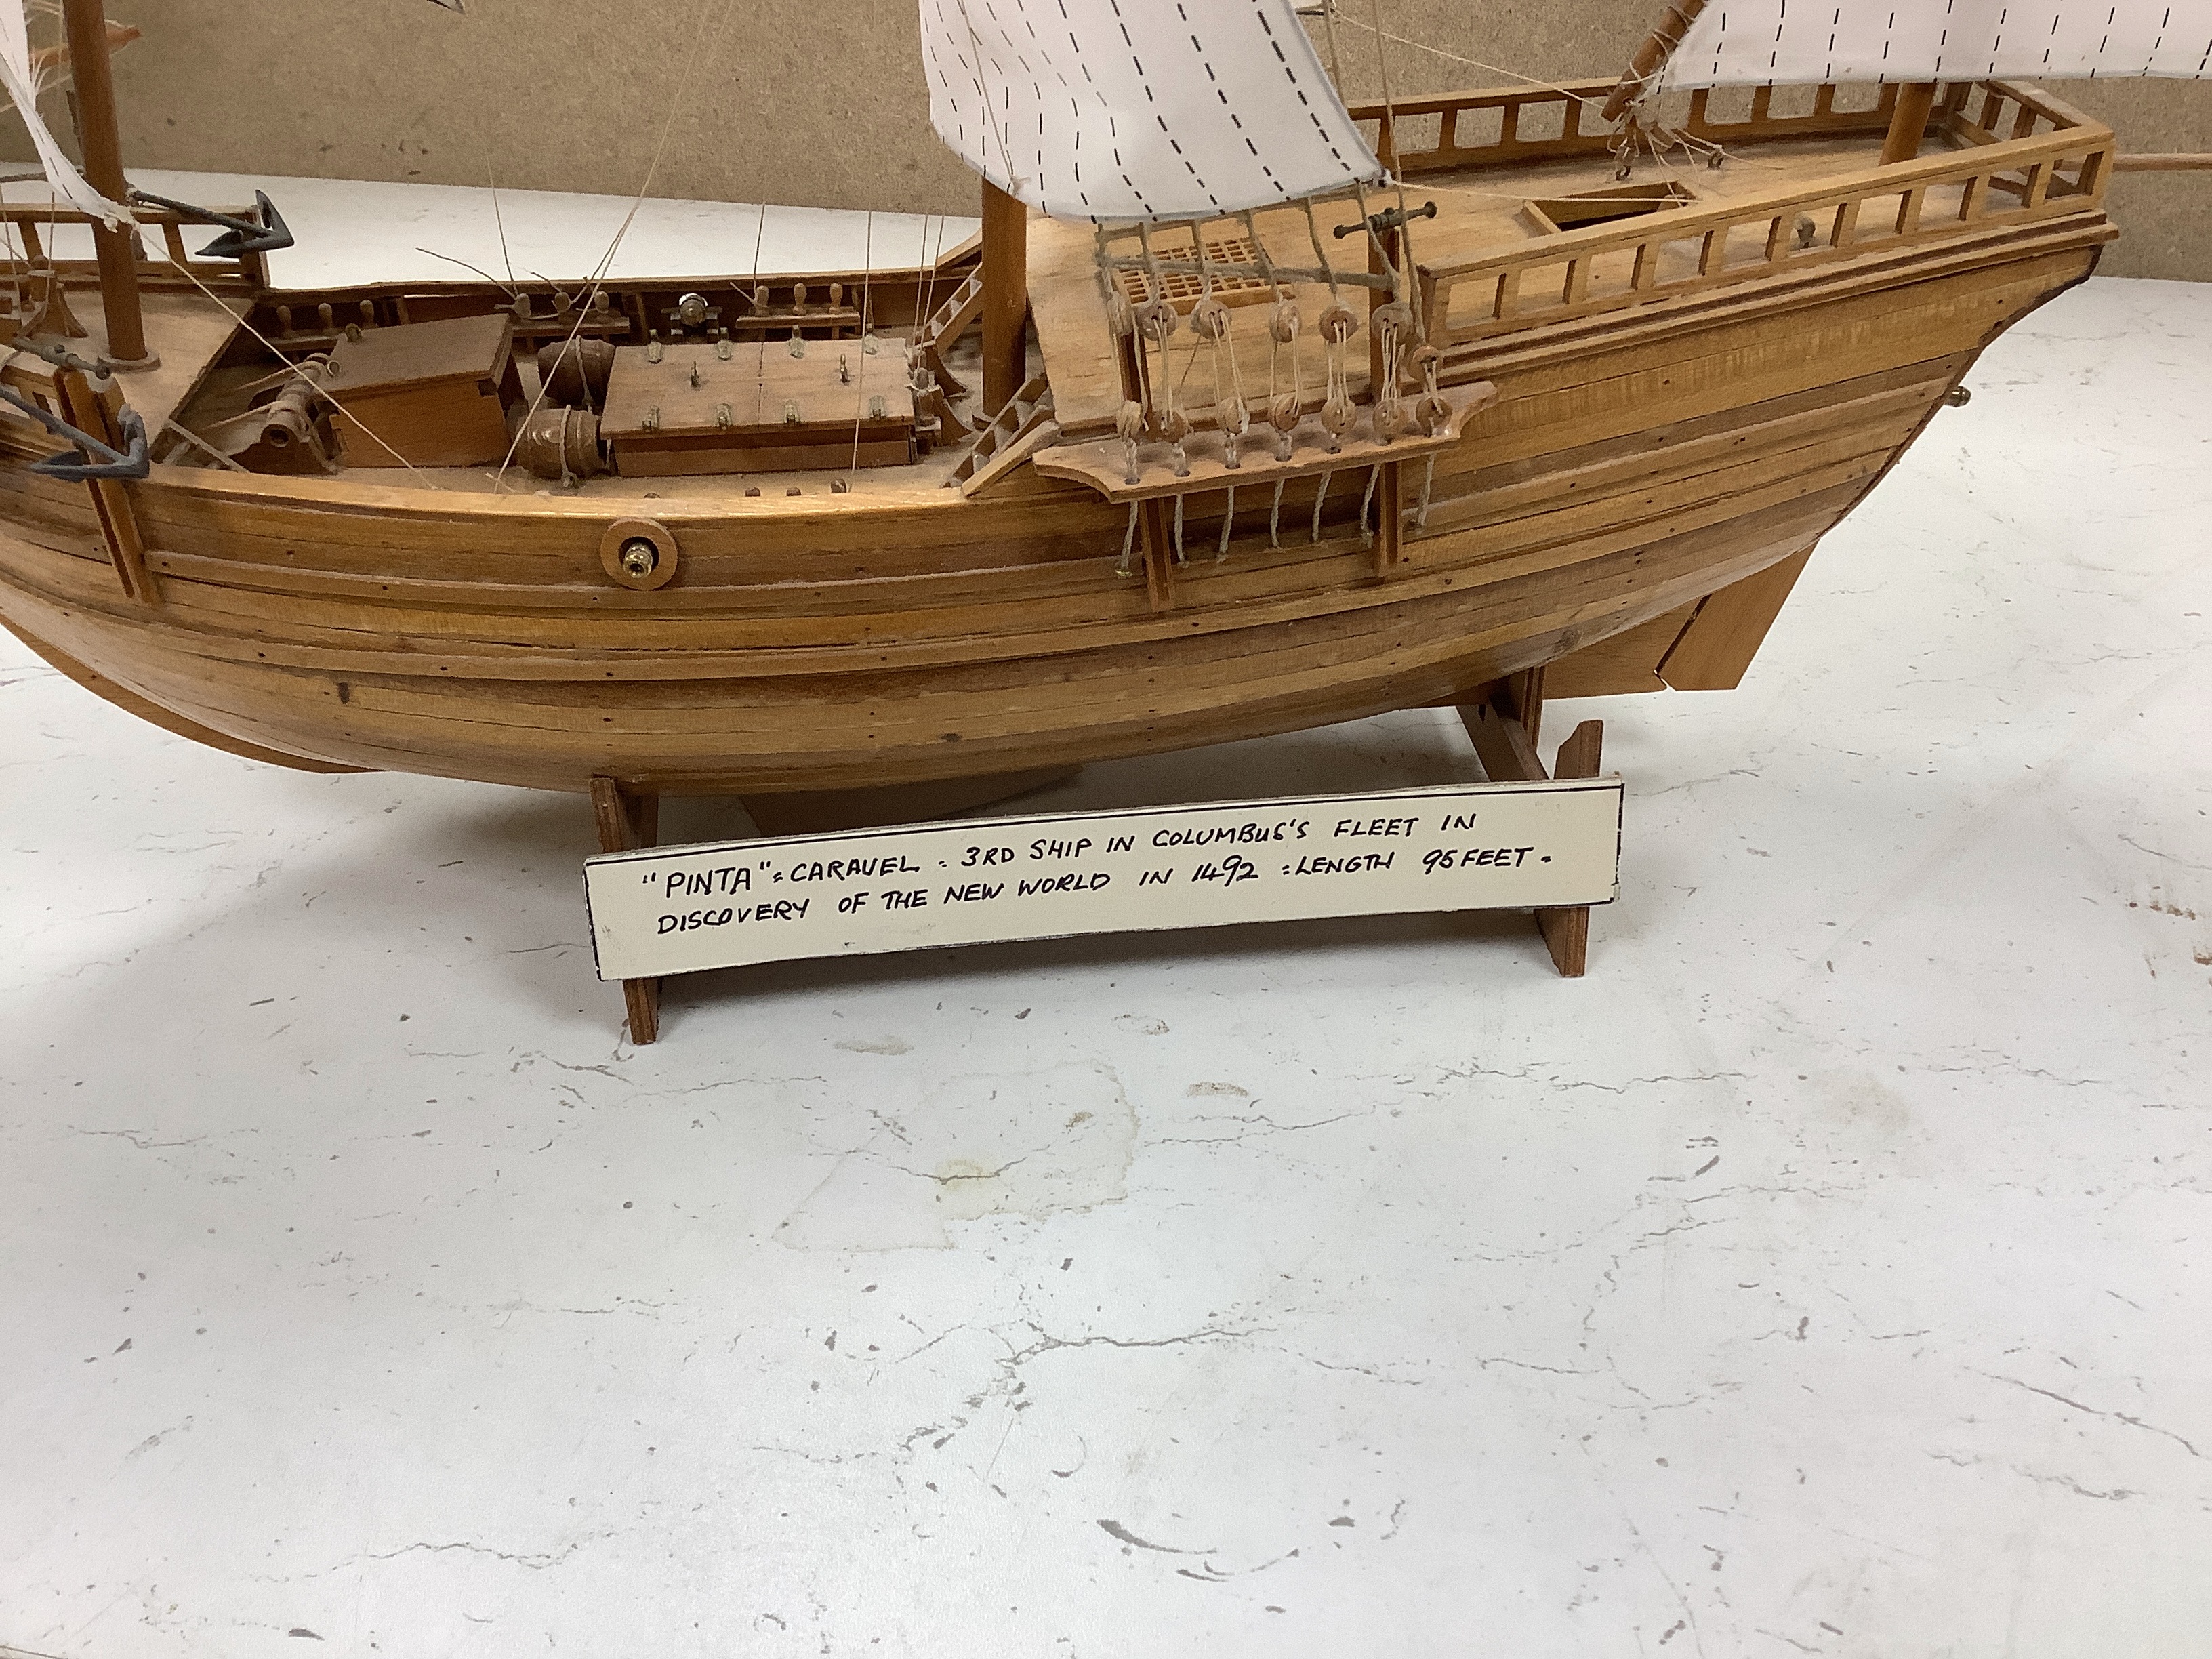 "PINTA" = CARAVEL = 3RD SHIP IN COLUMBUS'S FLEET IN
DISCOVERY OF THE NEW WORLD IN 1492 = LENGTH 95 FEET.